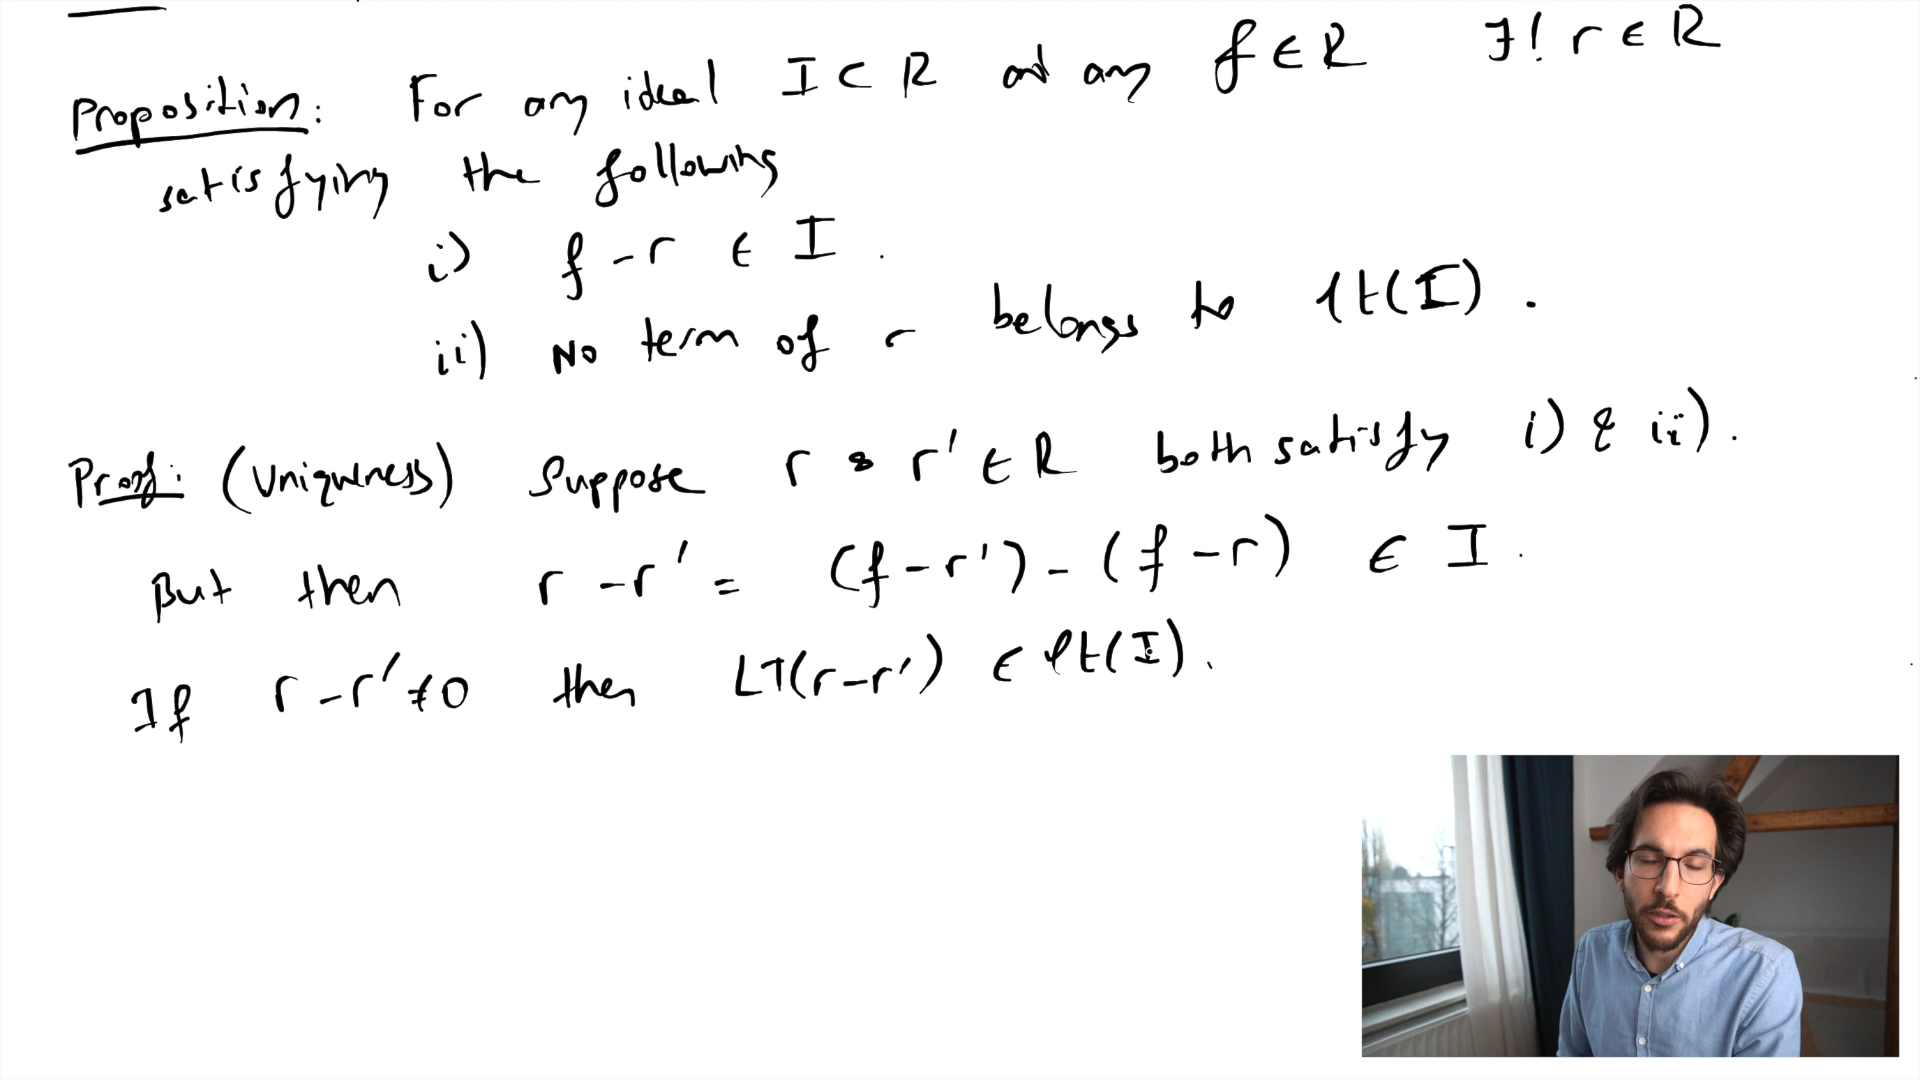 Proposition: For any ideal I ⊂ R and any f ∈ R ∃! r ∈ R
satisfying the following
i) f - r ∈ I.
ii) No term of r belongs to lt(I).
Proof: (Uniqueness) Suppose r & r' ∈ R both satisfy i) & ii).
But then r - r' = (f - r') - (f - r) ∈ I.
If r - r' ≠ 0 then LT(r - r') ∈ lt(I).